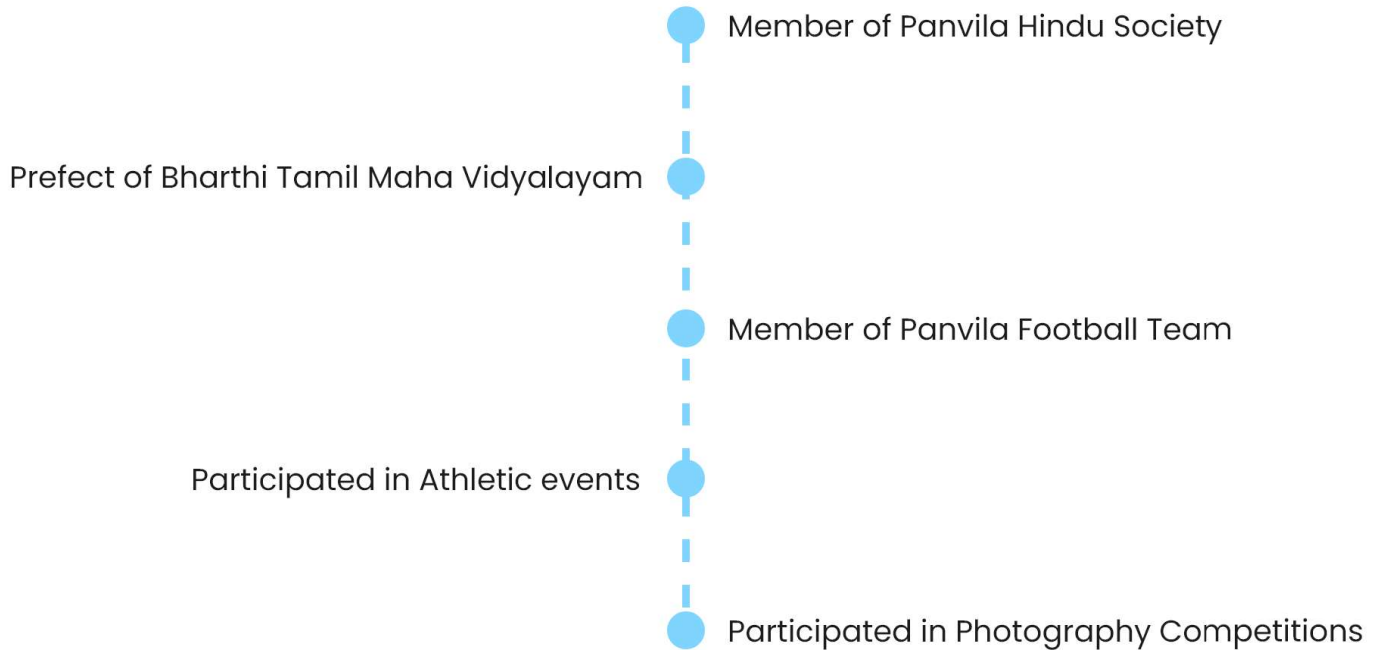 Member of Panvila Hindu Society
Prefect of Bharthi Tamil Maha Vidyalayam
Member of Panvila Football Team
Participated in Athletic events
Participated in Photography Competitions